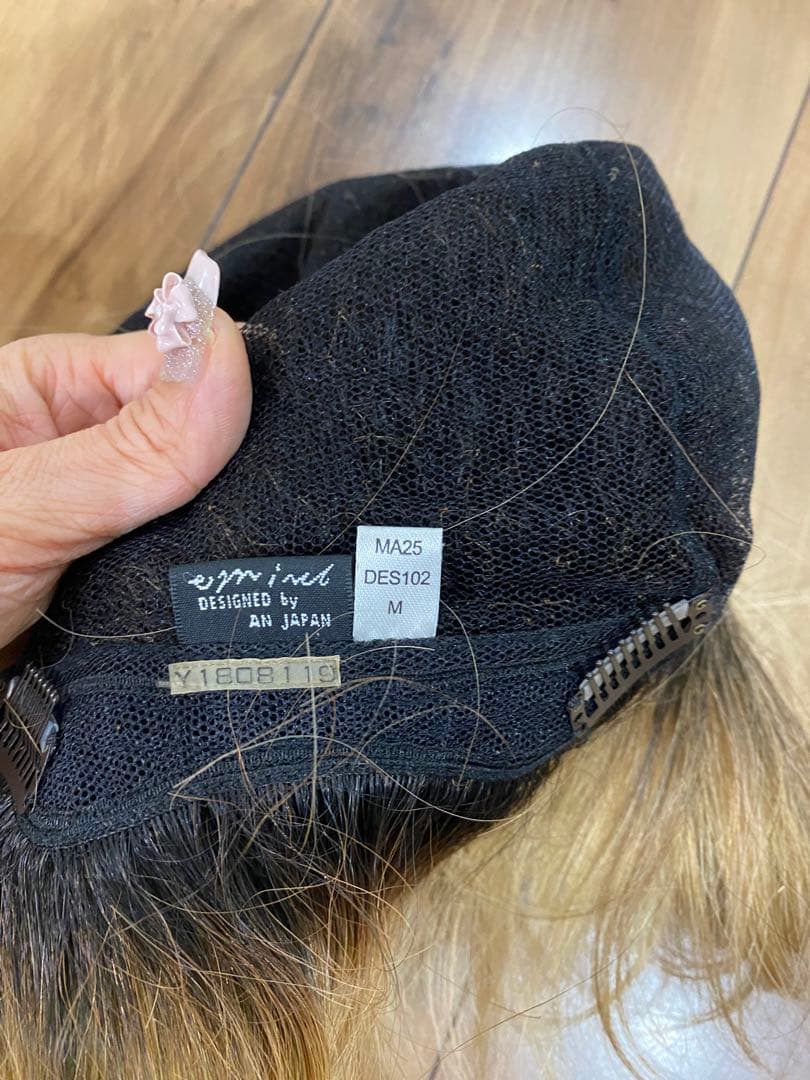 DESIGNED by
AN JAPAN
MA25
DES102
M
Y1808119